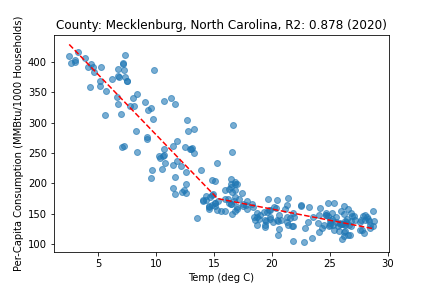 County: Mecklenburg, North Carolina, R2: 0.878 (2020)
Per-Capita Consumption (MMBtu/1000 Households)
400
350
300
250
200
150
100
5 10 15 20 25 30
Temp (deg C)